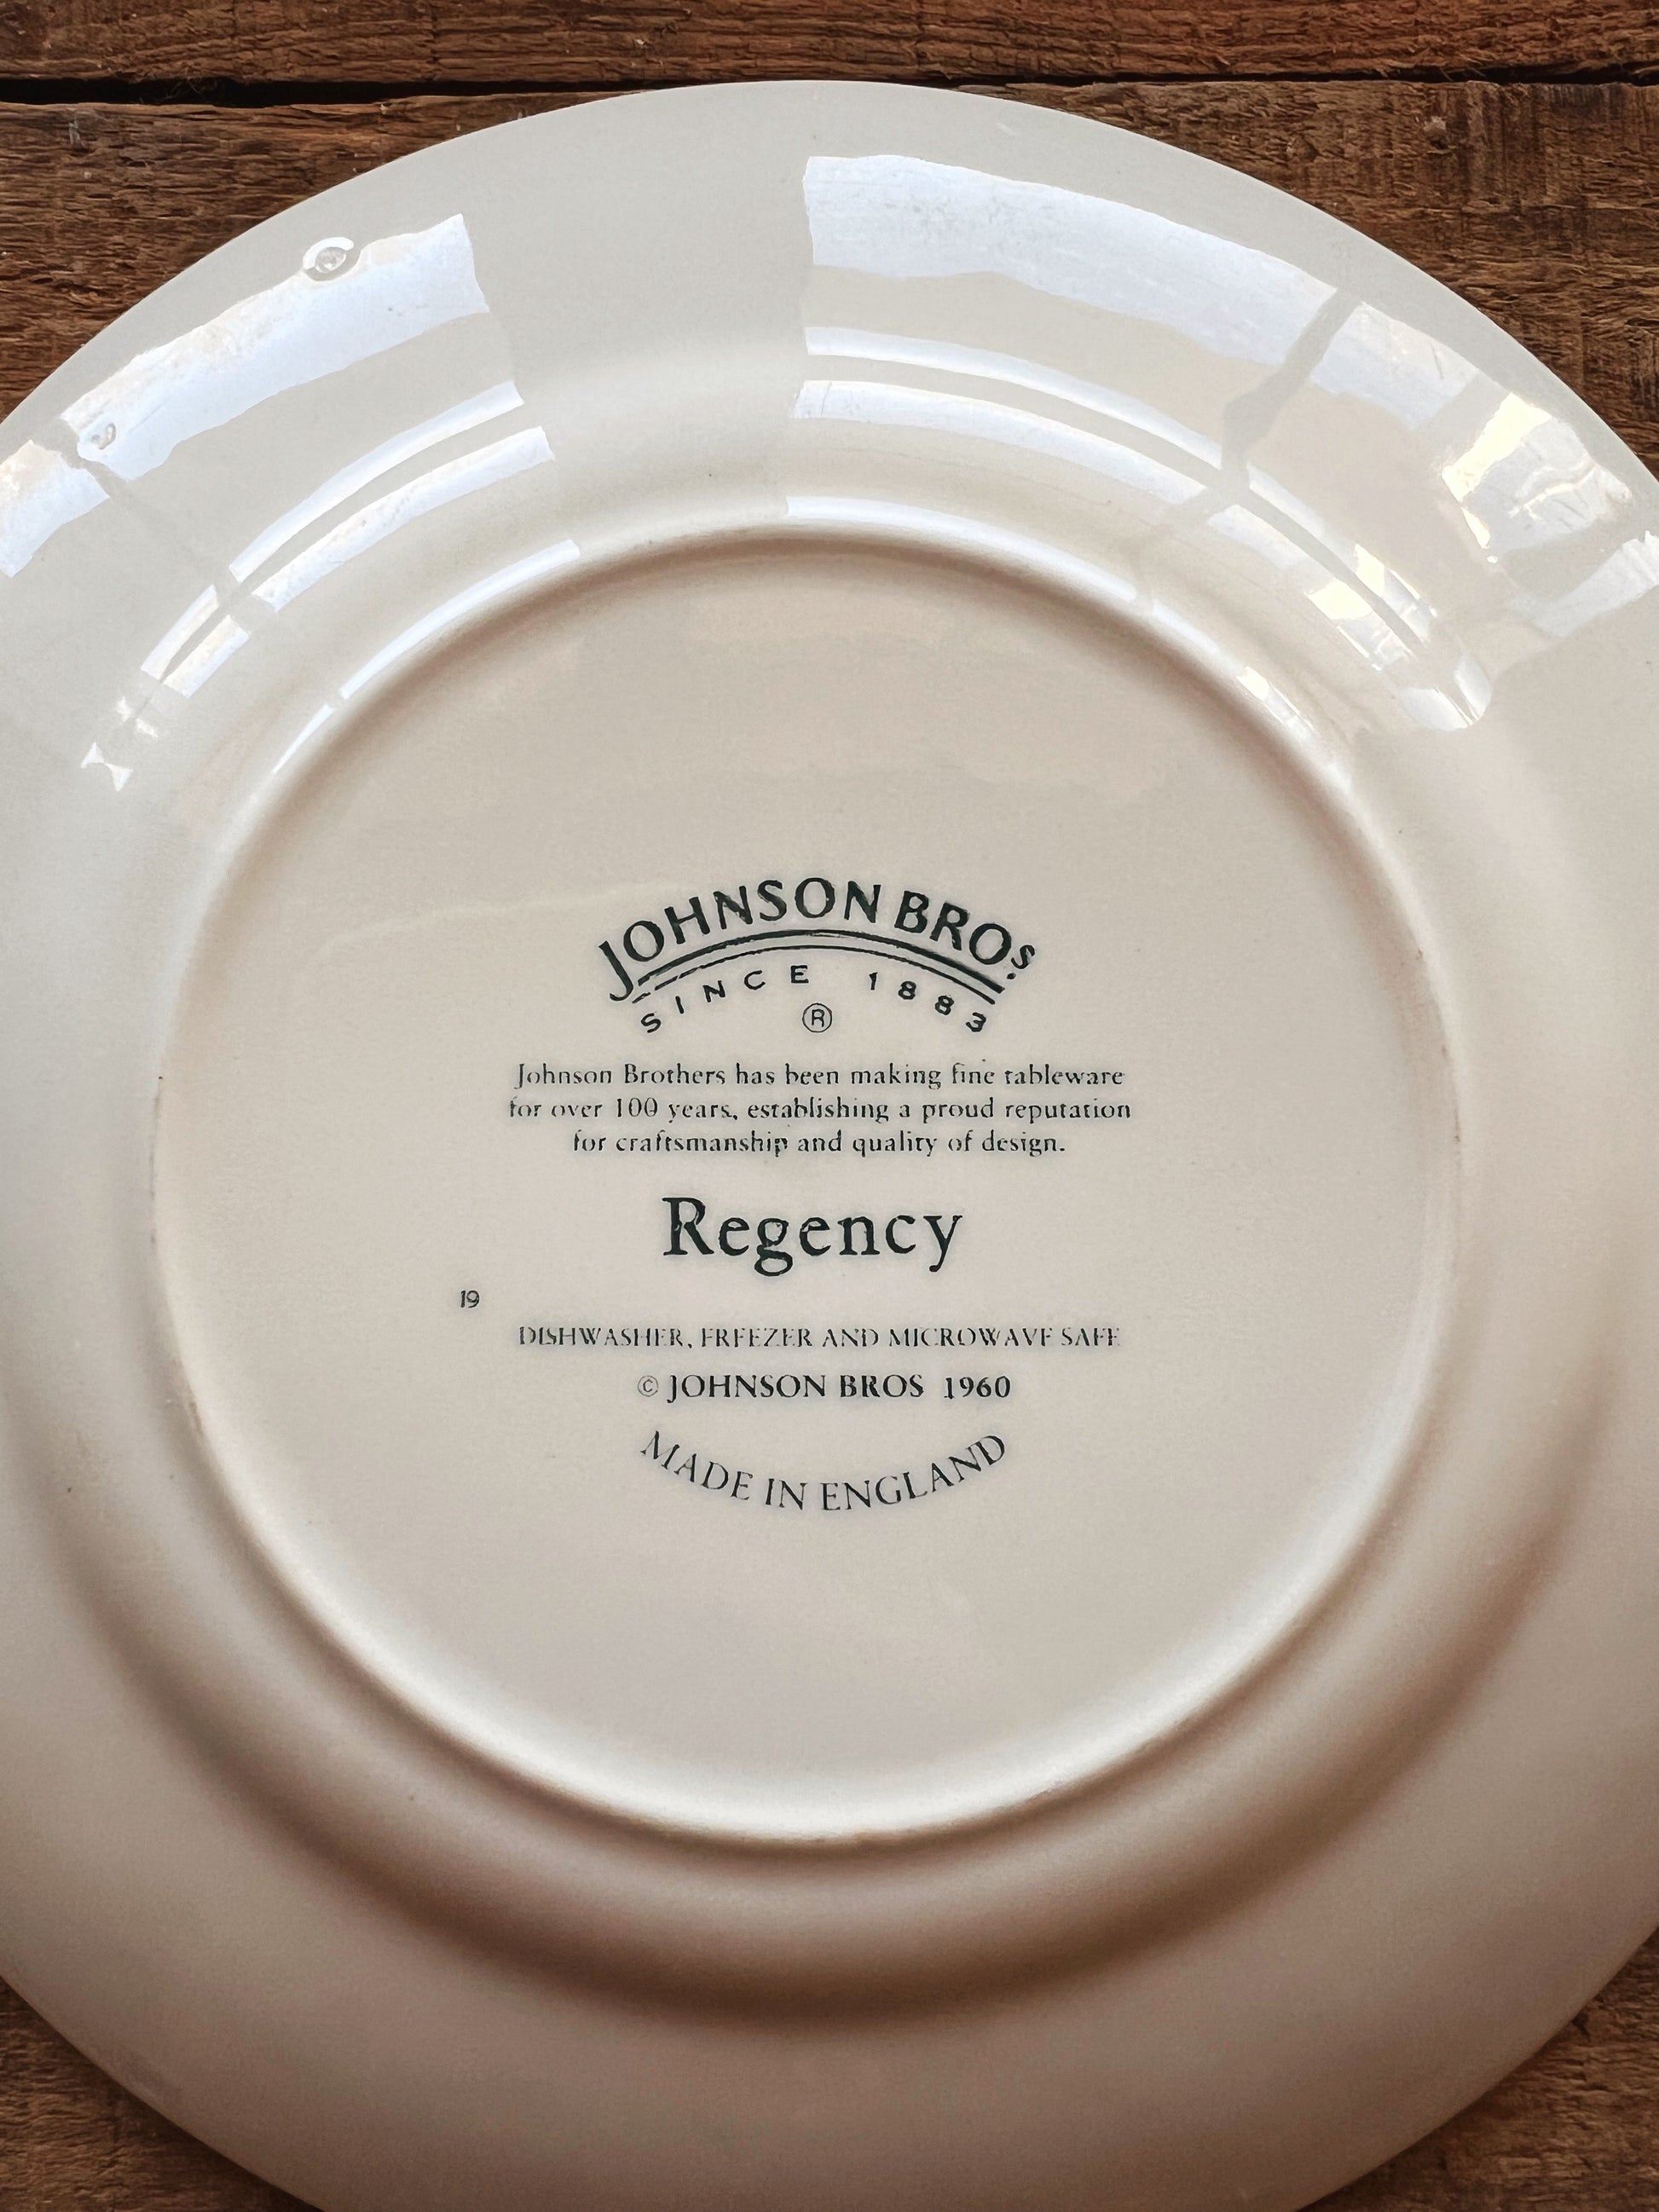 JOHNSON BROS.
SINCE 1883
®
Johnson Brothers has been making fine tableware
for over 100 years, establishing a proud reputation
for craftsmanship and quality of design.
Regency
19
DISHWASHER, FREEZER AND MICROWAVE SAFE
© JOHNSON BROS 1960
MADE IN ENGLAND